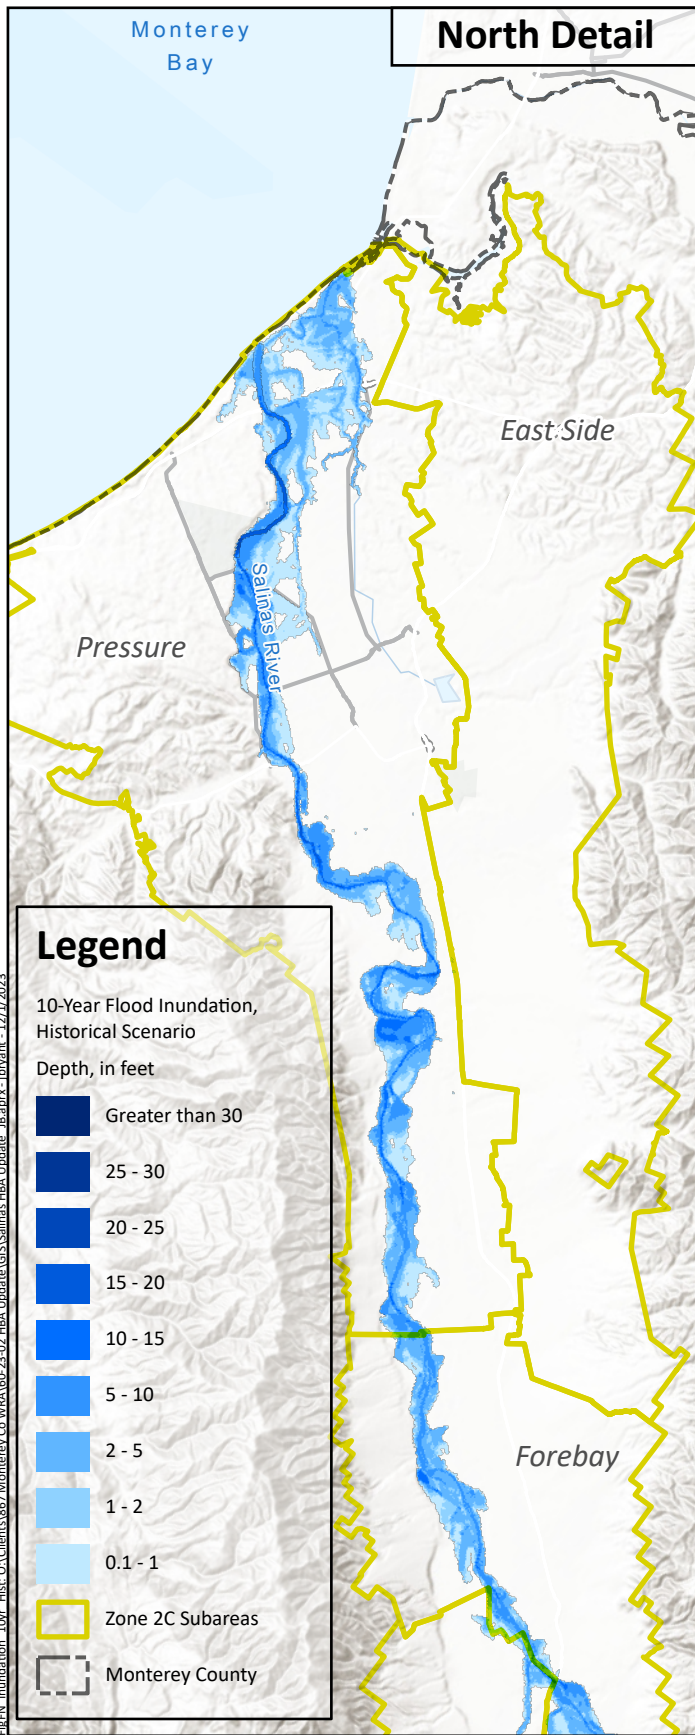 Monterey
Bay
North Detail
East Side
Salinas River
Pressure
Legend
10-Year Flood Inundation,
Historical Scenario
Depth, in feet
Greater than 30
25 - 30
20 - 25
15 - 20
10 - 15
5 - 10
2 - 5
1 - 2
0.1 - 1
Zone 2C Subareas
Monterey County
Forebay